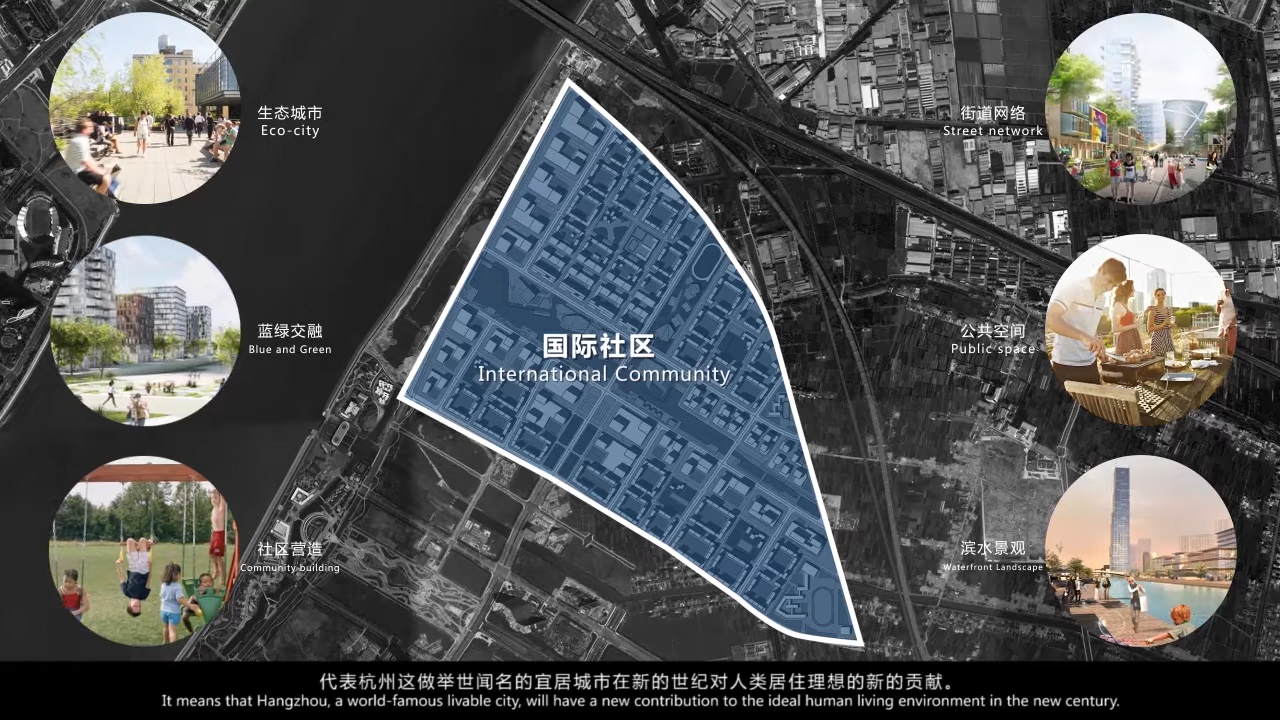 生态城市
Eco-city
蓝绿交融
Blue and Green
社区营造
Community building
国际社区
International Community
街道网络
Street network
公共空间
Public space
滨水景观
Waterfront Landscape
代表杭州这做举世闻名的宜居城市在新的世纪对人类居住理想的新的贡献。
It means that Hangzhou, a world-famous livable city, will have a new contribution to the ideal human living environment in the new century.